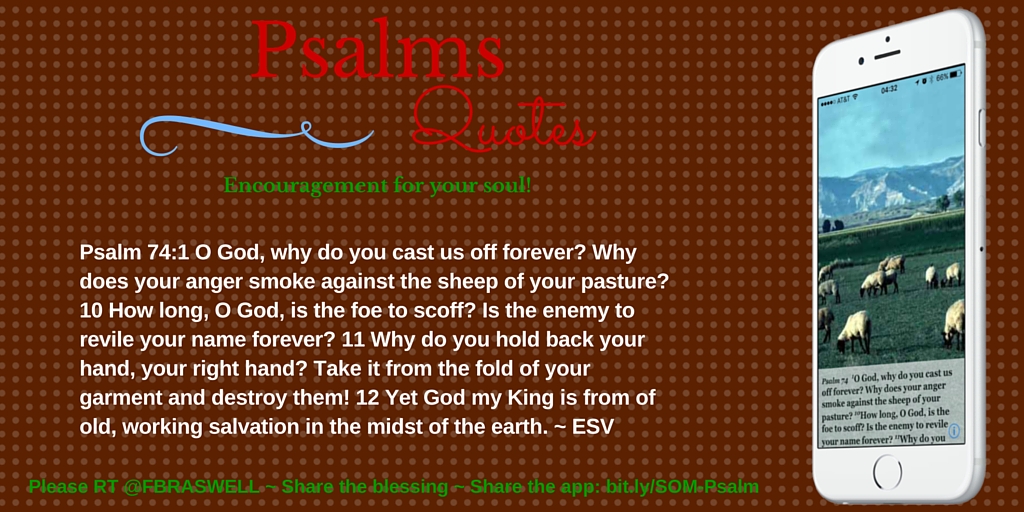 Psalms
Quotes
Encouragement for your soul!
Psalm 74:1 O God, why do you cast us off forever? Why
does your anger smoke against the sheep of your pasture?
10 How long, O God, is the foe to scoff? Is the enemy to
revile your name forever? 11 Why do you hold back your
hand, your right hand? Take it from the fold of your
garment and destroy them! 12 Yet God my King is from of
old, working salvation in the midst of the earth. ~ ESV
Please RT @FBRASWELL ~ Share the blessing ~ Share the app: bit.ly/SOM-Psalm
AT&T 04:32 66%
Psalm 74 1O God, why do you cast us
off forever? Why does your anger
smoke against the sheep of your
pasture? 10How long, O God, is the
foe to scoff? Is the enemy to revile
your name forever? 11Why do you